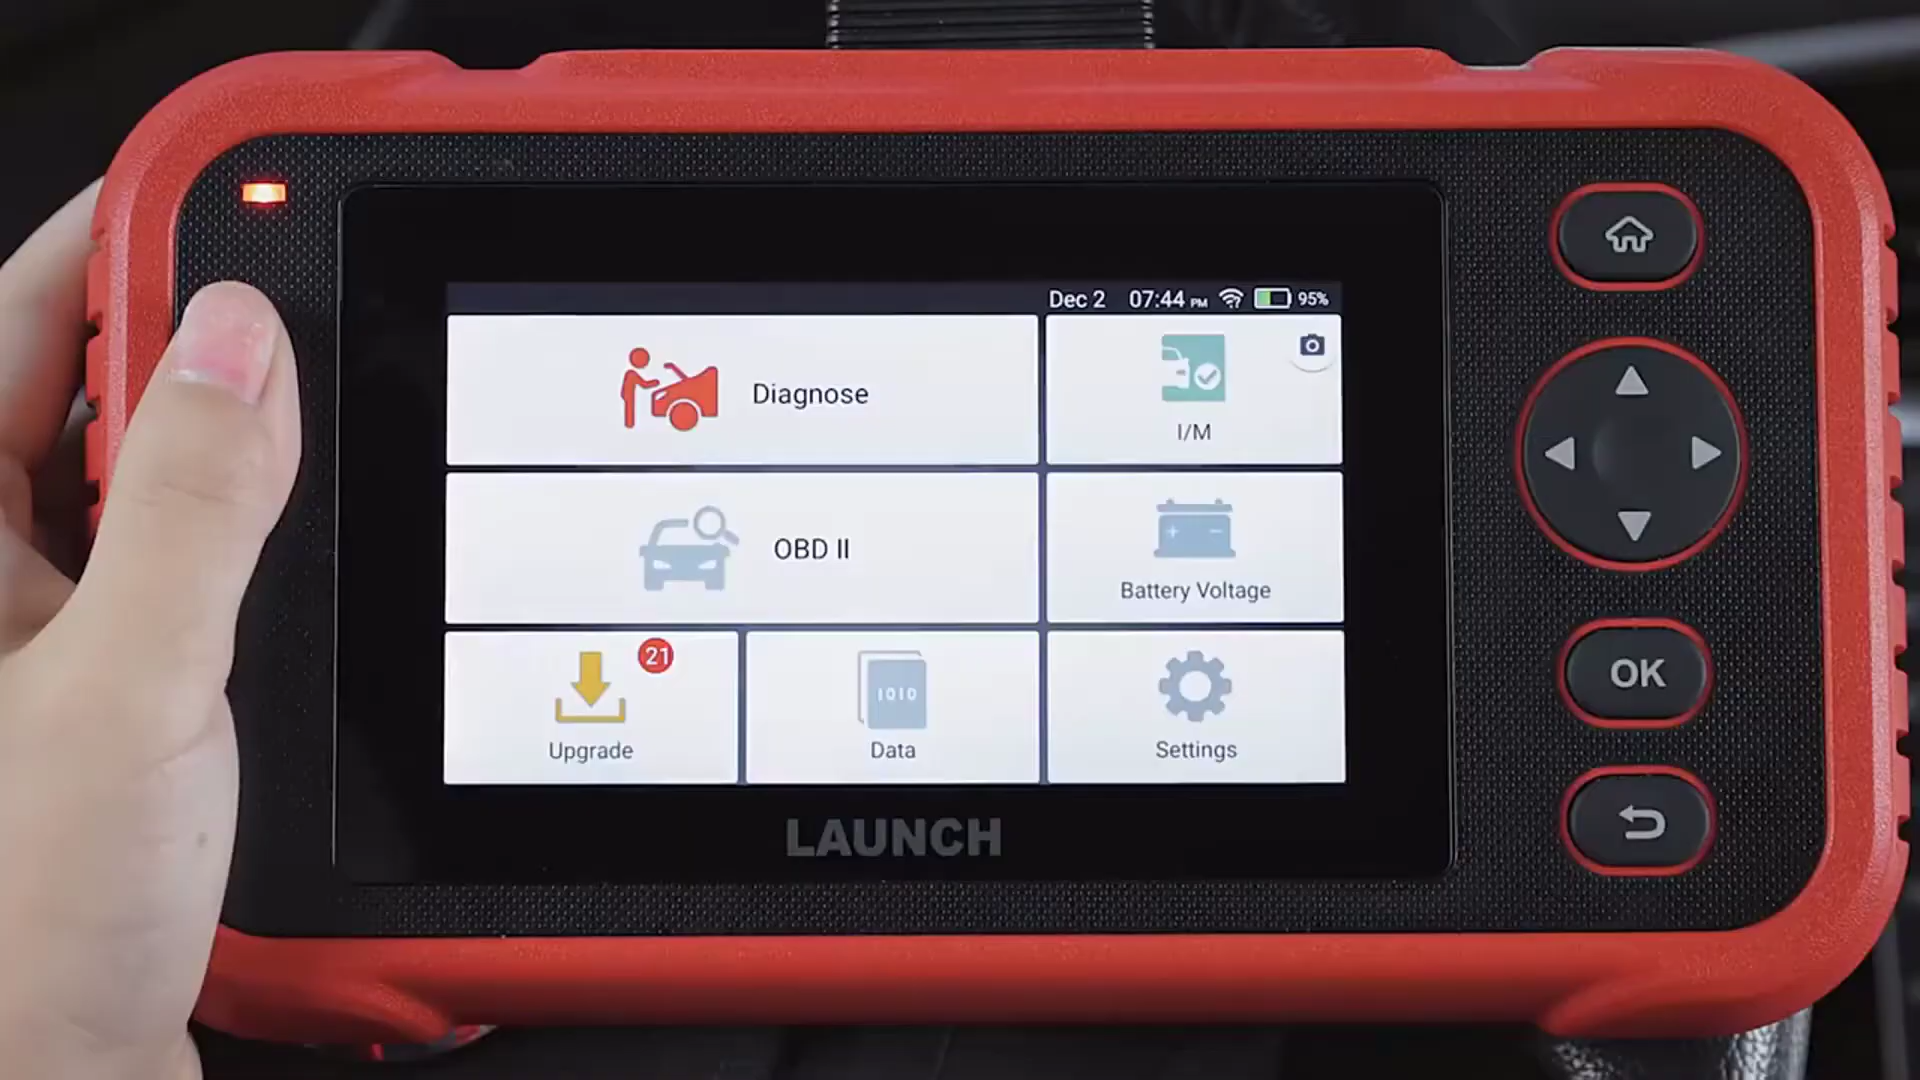 Dec 2 07:44 PM 95%
Diagnose
I/M
OBD II
+ -
Battery Voltage
21
1010
Upgrade
Data
Settings
LAUNCH
OK